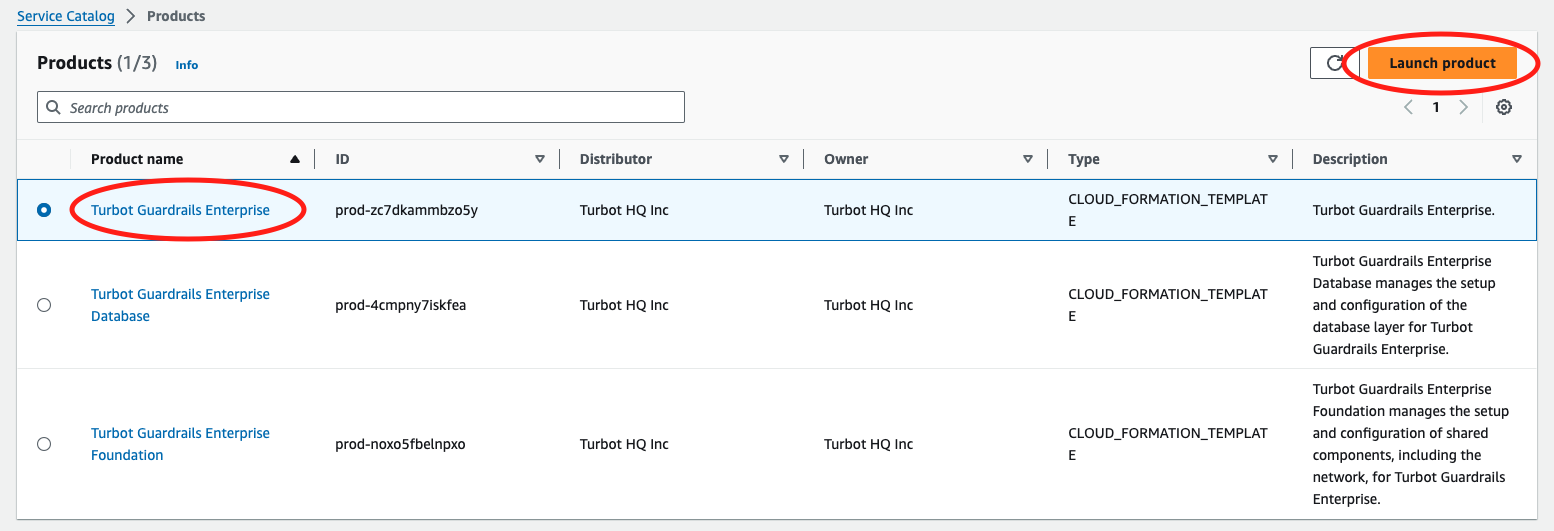 Service Catalog > Products
Products (1/3) Info
Launch product
Search products
1
Product name ID Distributor Owner Type Description
Turbot Guardrails Enterprise prod-zc7dkammbzo5y Turbot HQ Inc Turbot HQ Inc CLOUD_FORMATION_TEMPLAT
E
Turbot Guardrails Enterprise.
Turbot Guardrails Enterprise
Database
prod-4cmpny7iskfea
Turbot HQ Inc
Turbot HQ Inc
CLOUD_FORMATION_TEMPLAT
E
Turbot Guardrails Enterprise
Database manages the setup
and configuration of the
database layer for Turbot
Guardrails Enterprise.
Turbot Guardrails Enterprise
Foundation
prod-noxo5fbelnpxo
Turbot HQ Inc
Turbot HQ Inc
CLOUD_FORMATION_TEMPLAT
E
Turbot Guardrails Enterprise
Foundation manages the setup
and configuration of shared
components, including the
network, for Turbot Guardrails
Enterprise.